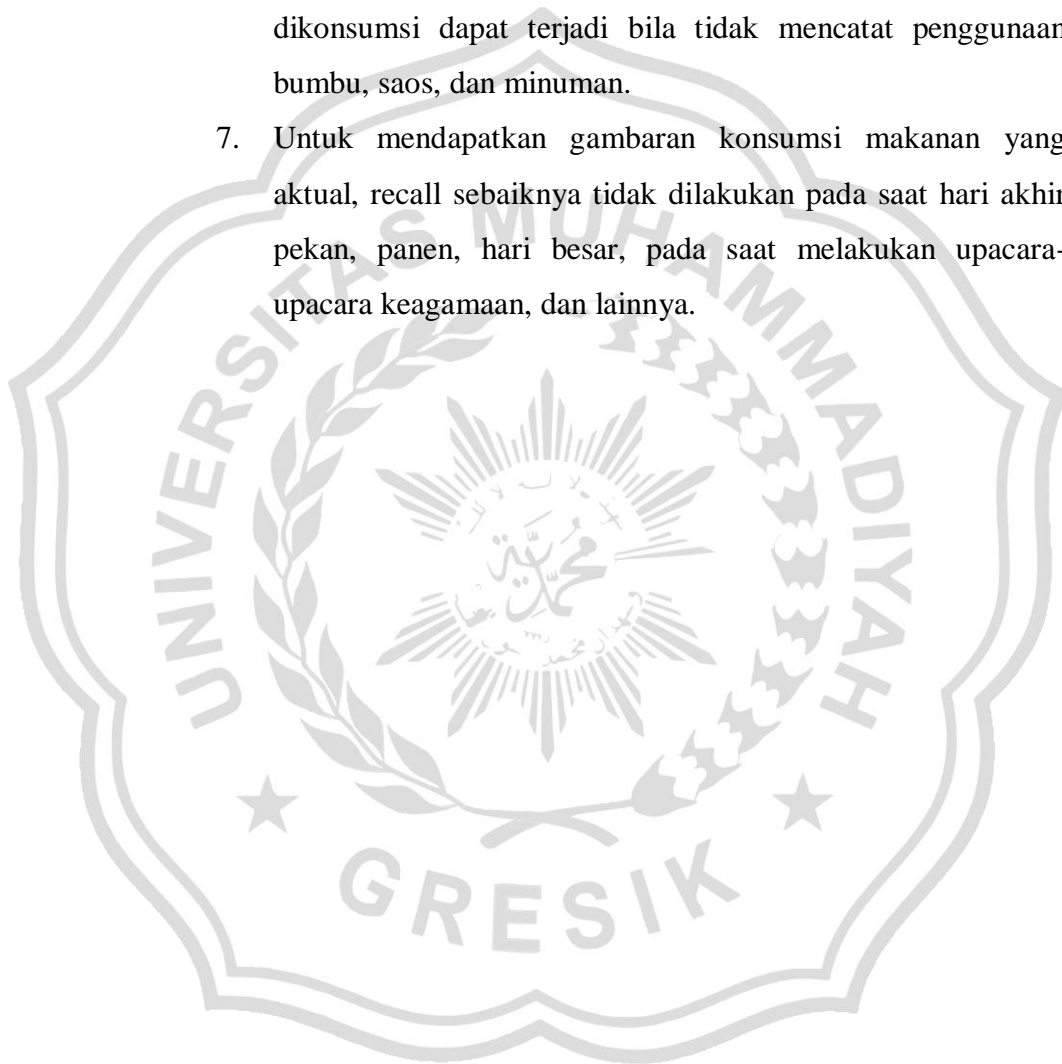 dikonsumsi dapat terjadi bila tidak mencatat penggunaan
bumbu, saos, dan minuman.
7. Untuk mendapatkan gambaran konsumsi makanan yang
aktual, recall sebaiknya tidak dilakukan pada saat hari akhir
pekan, panen, hari besar, pada saat melakukan upacara-
upacara keagamaan, dan lainnya.
UNIVERSITAS MUHAMMADIYAH
محمدية
GRESIK